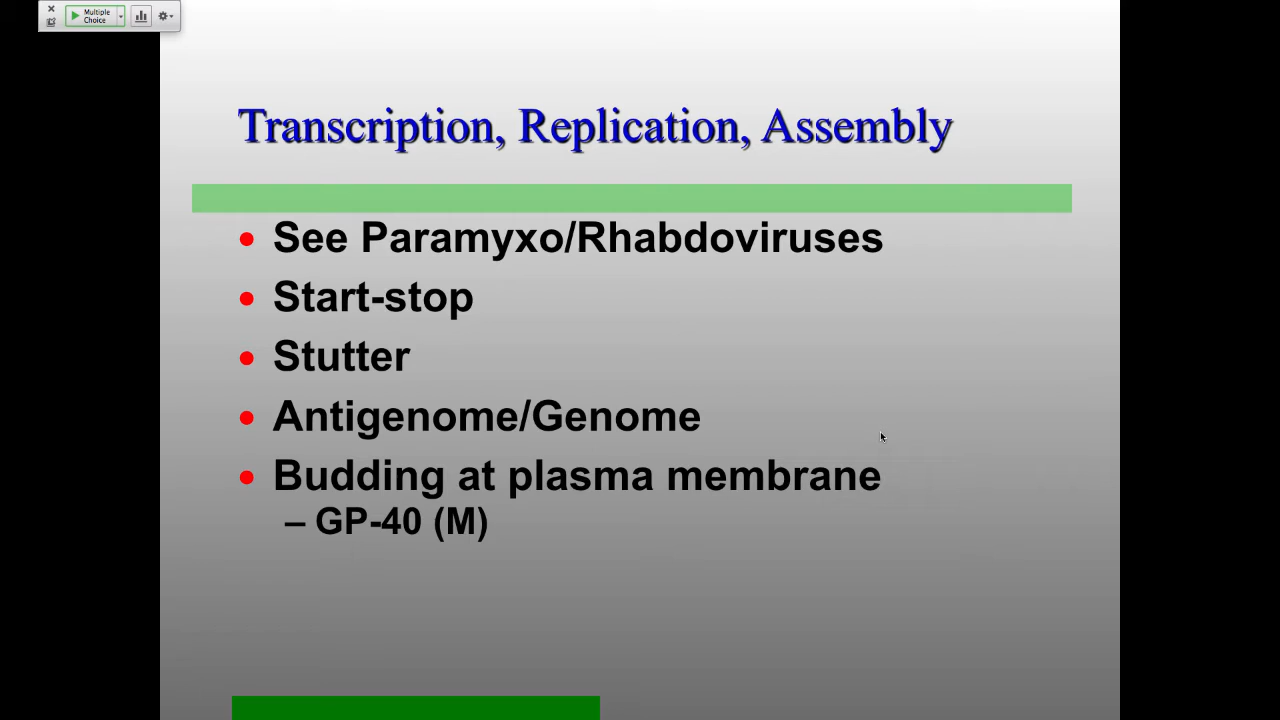 Multiple
Choice
Transcription, Replication, Assembly
• See Paramyxo/Rhabdoviruses
• Start-stop
• Stutter
• Antigenome/Genome
• Budding at plasma membrane
– GP-40 (M)